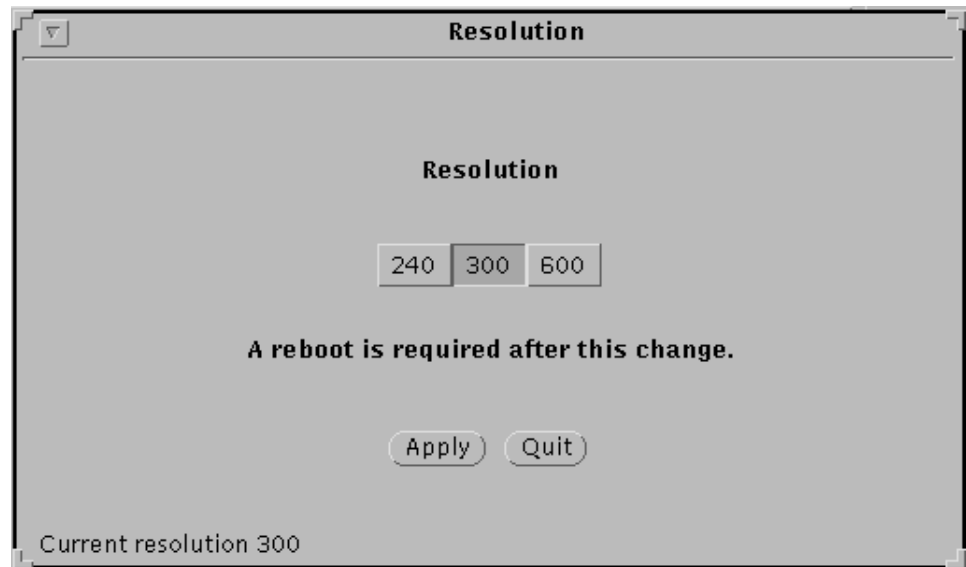 Resolution
Resolution
240 300 600
A reboot is required after this change.
Apply Quit
Current resolution 300